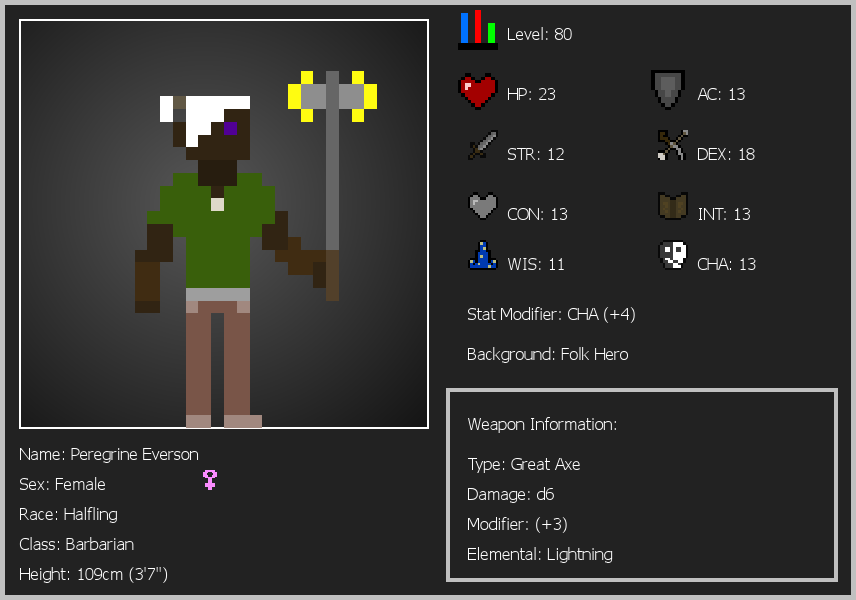 Level: 80
HP: 23
AC: 13
STR: 12
DEX: 18
CON: 13
INT: 13
WIS: 11
CHA: 13
Stat Modifier: CHA (+4)
Background: Folk Hero
Weapon Information:
Type: Great Axe
Damage: d6
Modifier: (+3)
Elemental: Lightning
Name: Peregrine Everson
Sex: Female
Race: Halfling
Class: Barbarian
Height: 109cm (3'7")